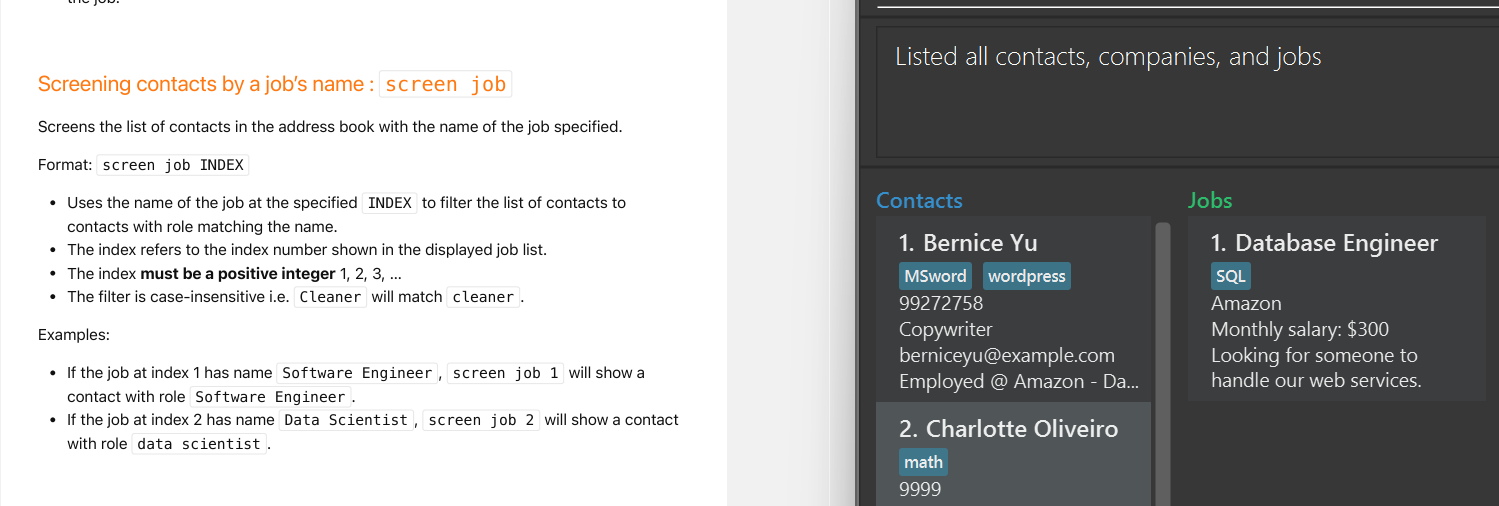 the job.
Screening contacts by a job’s name : screen job
Screens the list of contacts in the address book with the name of the job specified.
Format: screen job INDEX
• Uses the name of the job at the specified INDEX to filter the list of contacts to
contacts with role matching the name.
• The index refers to the index number shown in the displayed job list.
• The index must be a positive integer 1, 2, 3, …
• The filter is case-insensitive i.e. Cleaner will match cleaner.
Examples:
• If the job at index 1 has name Software Engineer, screen job 1 will show a
contact with role Software Engineer.
• If the job at index 2 has name Data Scientist, screen job 2 will show a contact
with role data scientist.
Listed all contacts, companies, and jobs
Contacts
1. Bernice Yu
MSword wordpress
99272758
Copywriter
berniceyu@example.com
Employed @ Amazon - Da...
2. Charlotte Oliveiro
math
9999
Jobs
1. Database Engineer
SQL
Amazon
Monthly salary: $300
Looking for someone to
handle our web services.